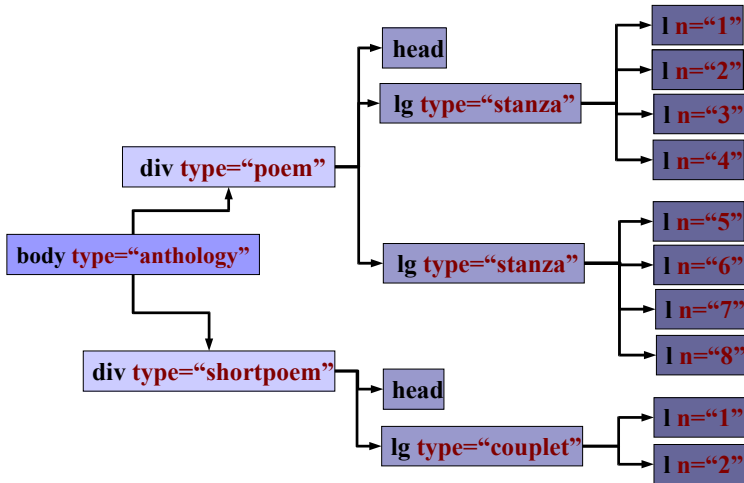 body type=“anthology”
div type=“poem”
head
lg type=“stanza”
l n=“1”
l n=“2”
l n=“3”
l n=“4”
lg type=“stanza”
l n=“5”
l n=“6”
l n=“7”
l n=“8”
div type=“shortpoem”
head
lg type=“couplet”
l n=“1”
l n=“2”